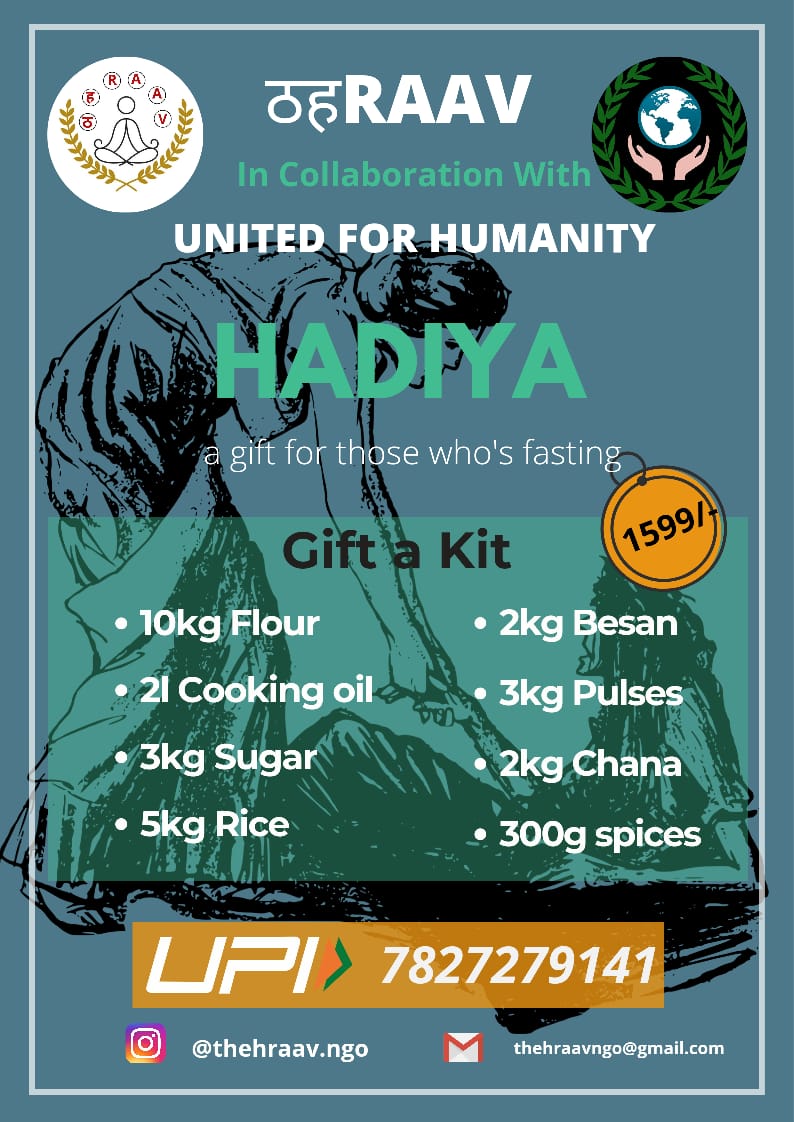 ठ
ह
R
A
A
V
ठहRAAV
In Collaboration With
UNITED FOR HUMANITY
HADIYA
a gift for those who's fasting
1599/-
Gift a Kit
• 10kg Flour
• 2l Cooking oil
• 3kg Sugar
• 5kg Rice
• 2kg Besan
• 3kg Pulses
• 2kg Chana
• 300g spices
UPI 7827279141
@thehraav.ngo
thehraavngo@gmail.com